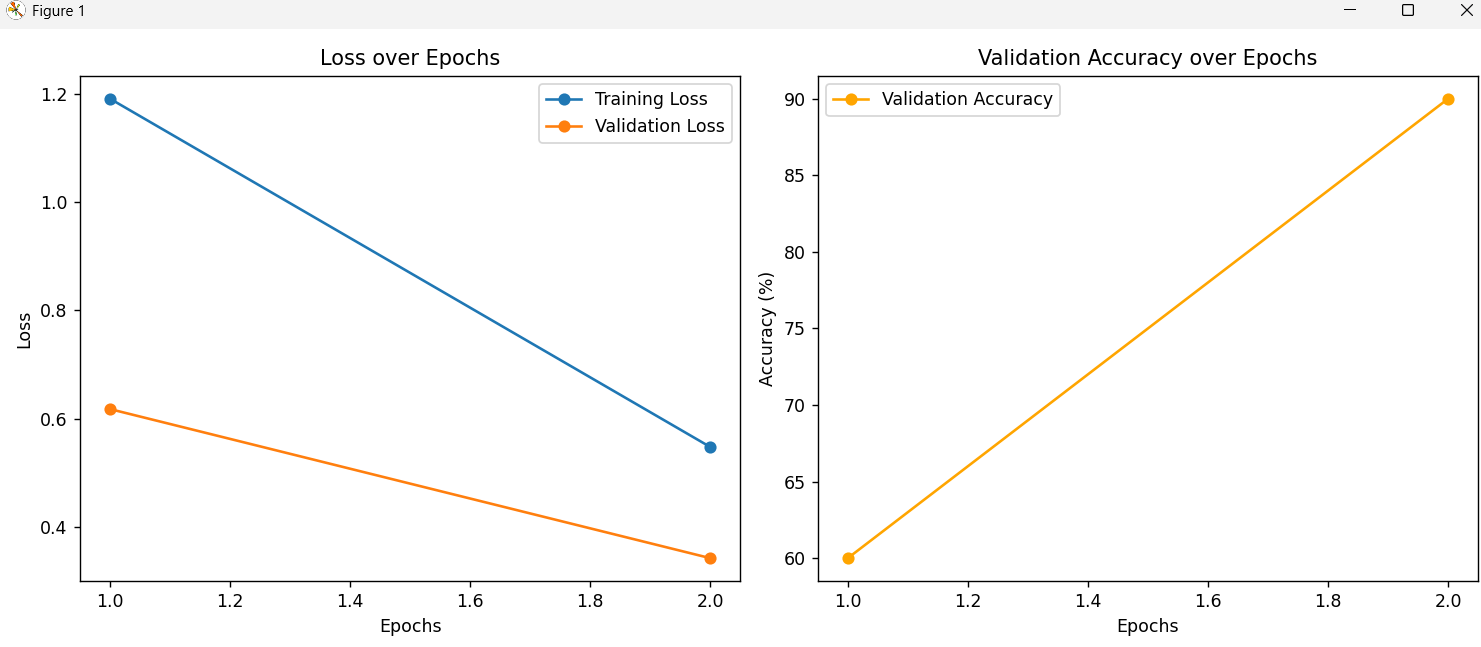 Figure 1
Loss over Epochs
Training Loss
Validation Loss
1.2
1.0
0.8
0.6
0.4
Loss
1.0 1.2 1.4 1.6 1.8 2.0
Epochs
Validation Accuracy over Epochs
Validation Accuracy
90
85
80
75
70
65
60
Accuracy (%)
1.0 1.2 1.4 1.6 1.8 2.0
Epochs